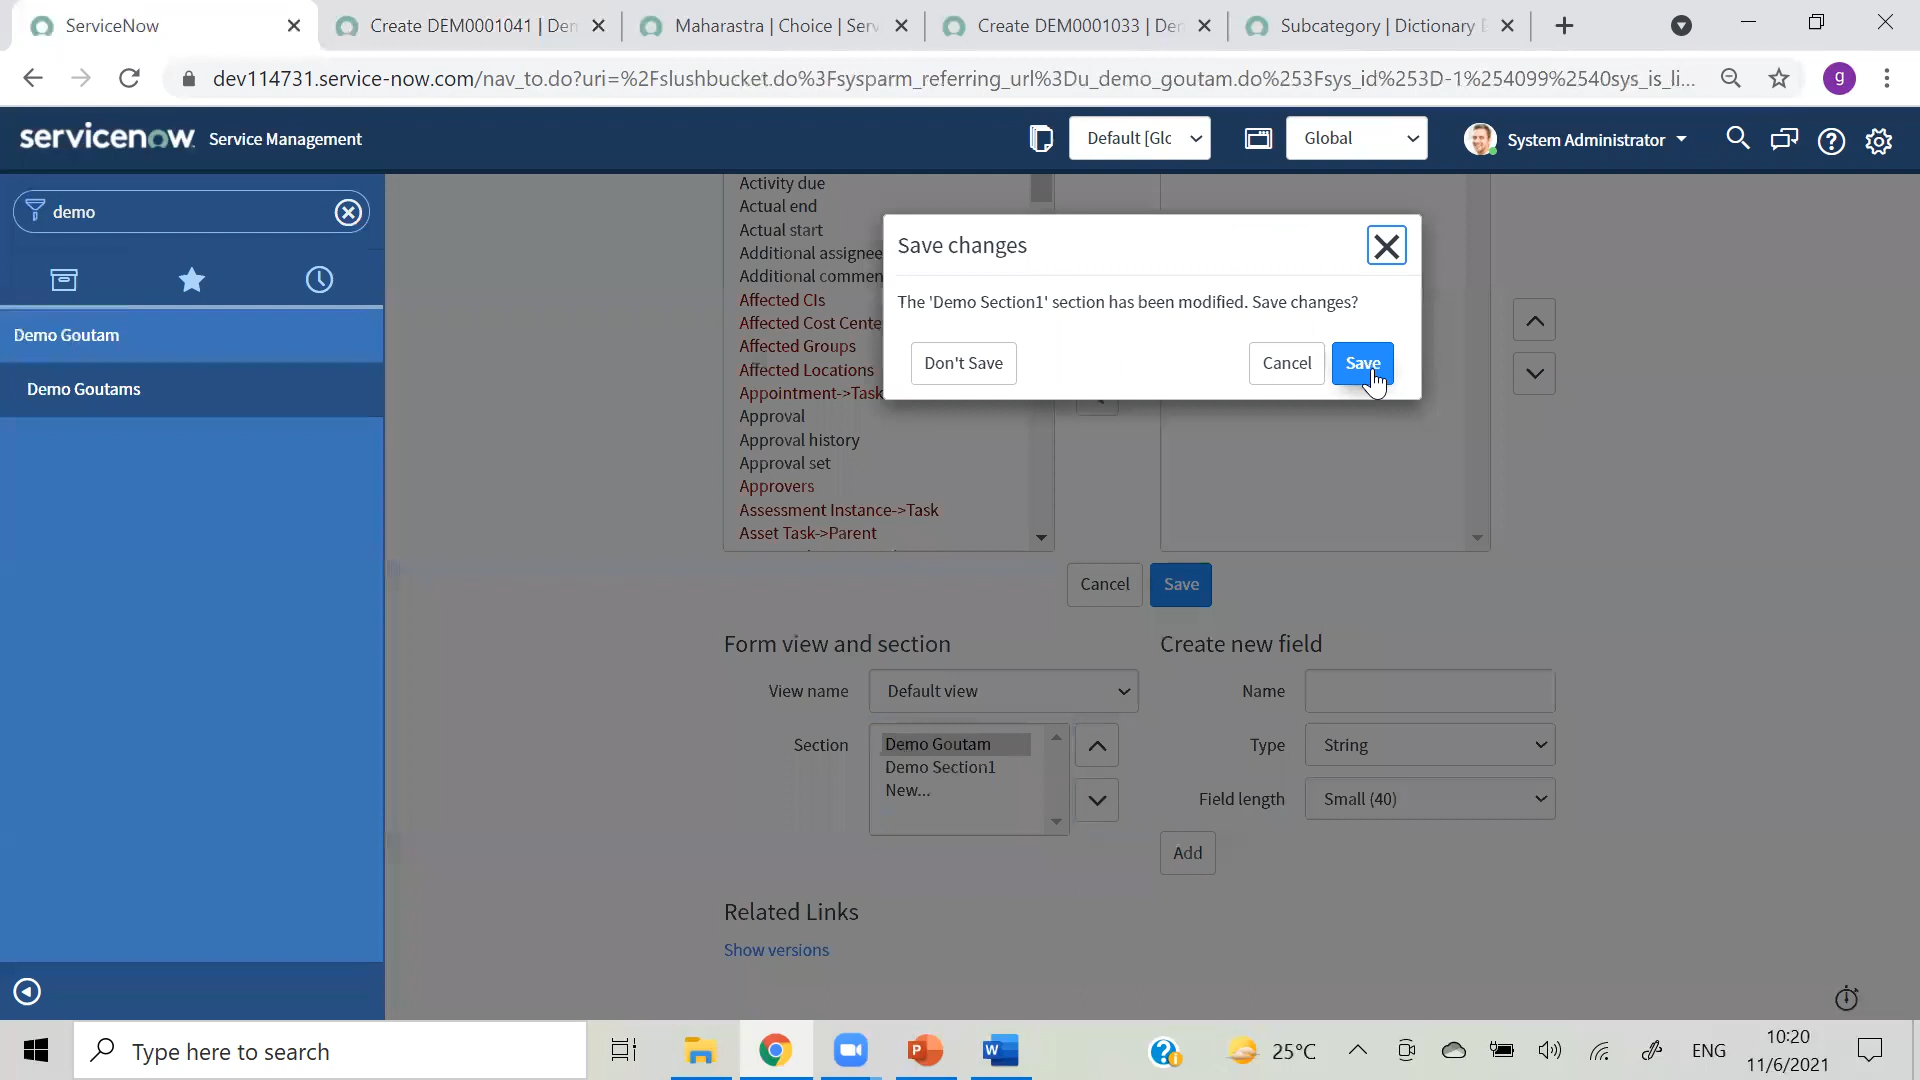 ServiceNow
Create DEM0001041 | Den
Maharastra | Choice | Serv
Create DEM0001033 | Den
Subcategory | Dictionary E
dev114731.service-now.com/nav_to.do?uri=%2Fslushbucket.do%3Fsysparm_referring_url%3Du_demo_goutam.do%253Fsys_id%253D-1%254099%2540sys_is_li...
g
servicenow Service Management
Default [Glc
Global
System Administrator
demo
Demo Goutam
Demo Goutams
Activity due
Actual end
Actual start
Additional assignee
Additional commen
Affected CIs
Affected Cost Cente
Affected Groups
Affected Locations
Appointment->Task
Approval
Approval history
Approval set
Approvers
Assessment Instance->Task
Asset Task->Parent
Save changes
The 'Demo Section1' section has been modified. Save changes?
Don't Save
Cancel
Save
Cancel
Save
Form view and section
View name
Default view
Section
Demo Goutam
Demo Section1
New...
Create new field
Name
Type
String
Field length
Small (40)
Add
Related Links
Show versions
Type here to search
25°C
ENG
10:20
11/6/2021